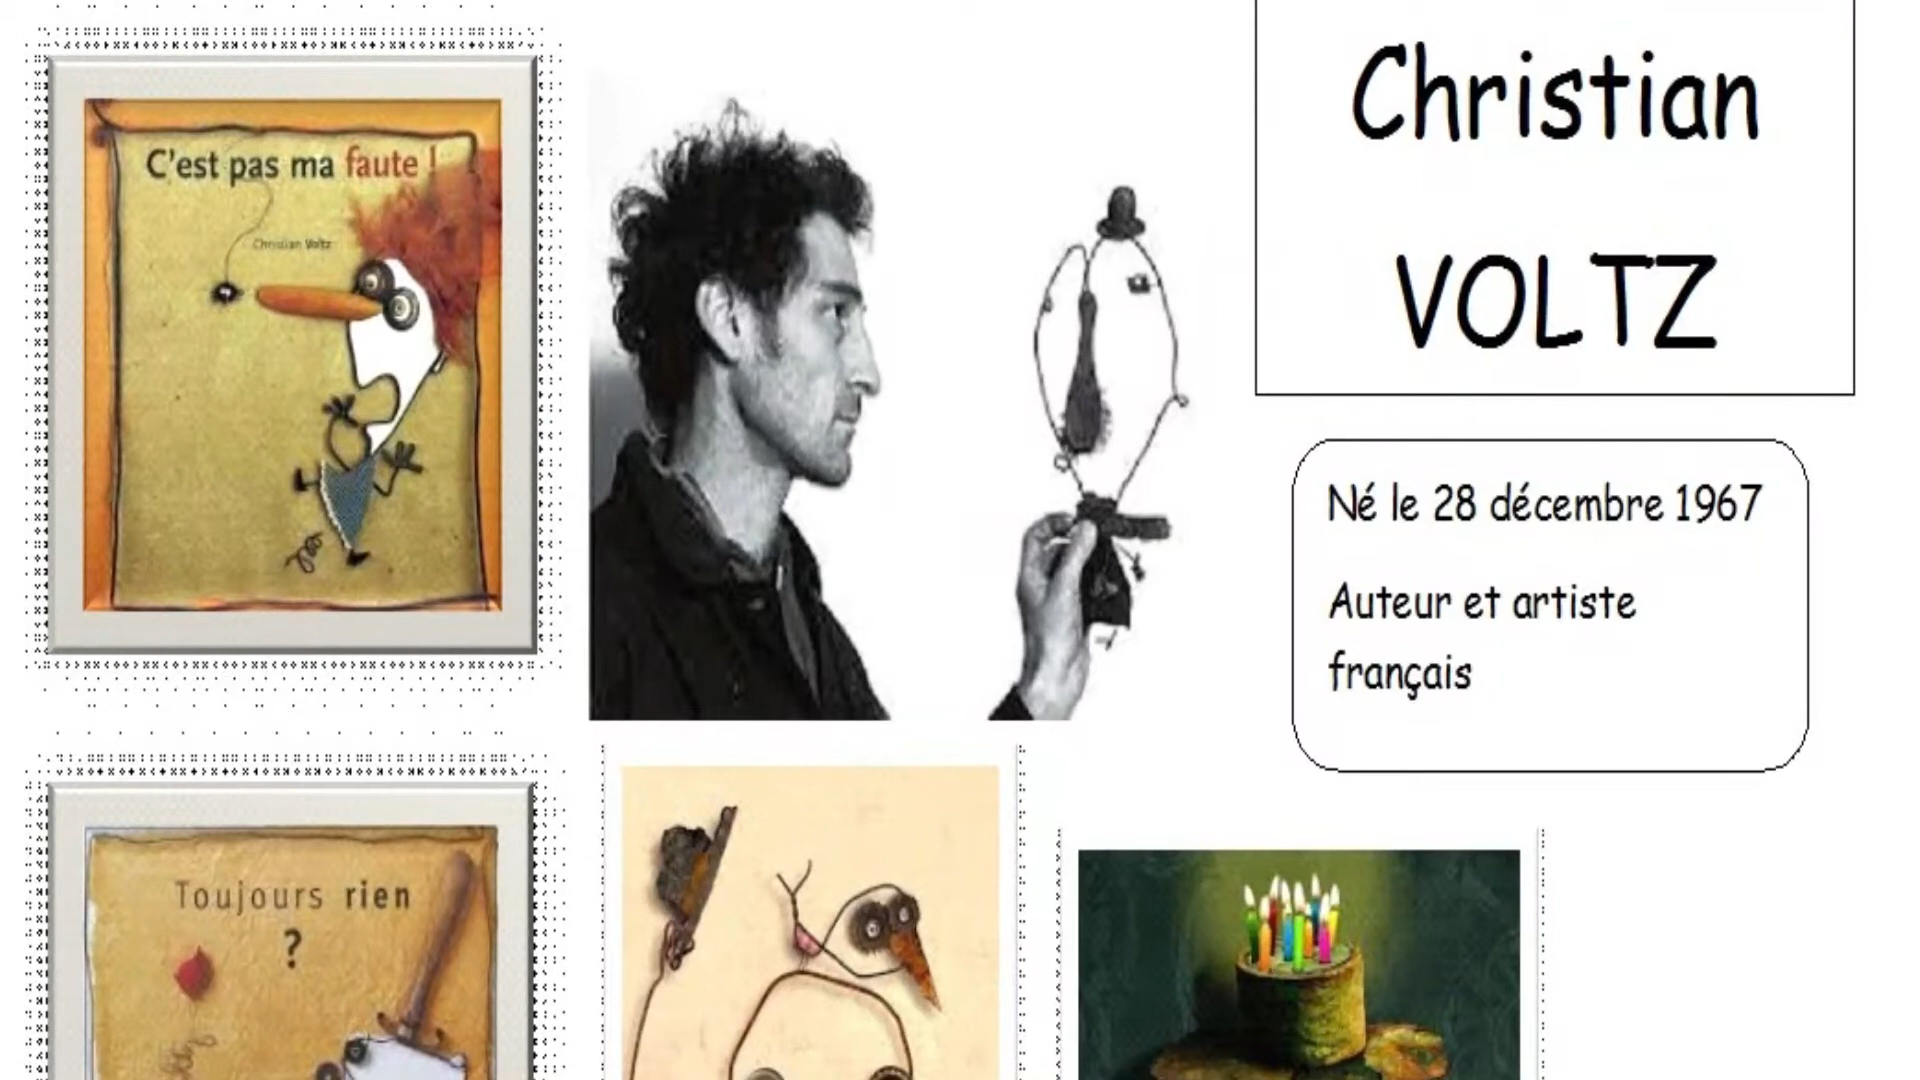 C'est pas ma faute !
Christian Voltz
Christian
VOLTZ
Né le 28 décembre 1967
Auteur et artiste
français
Toujours rien
?